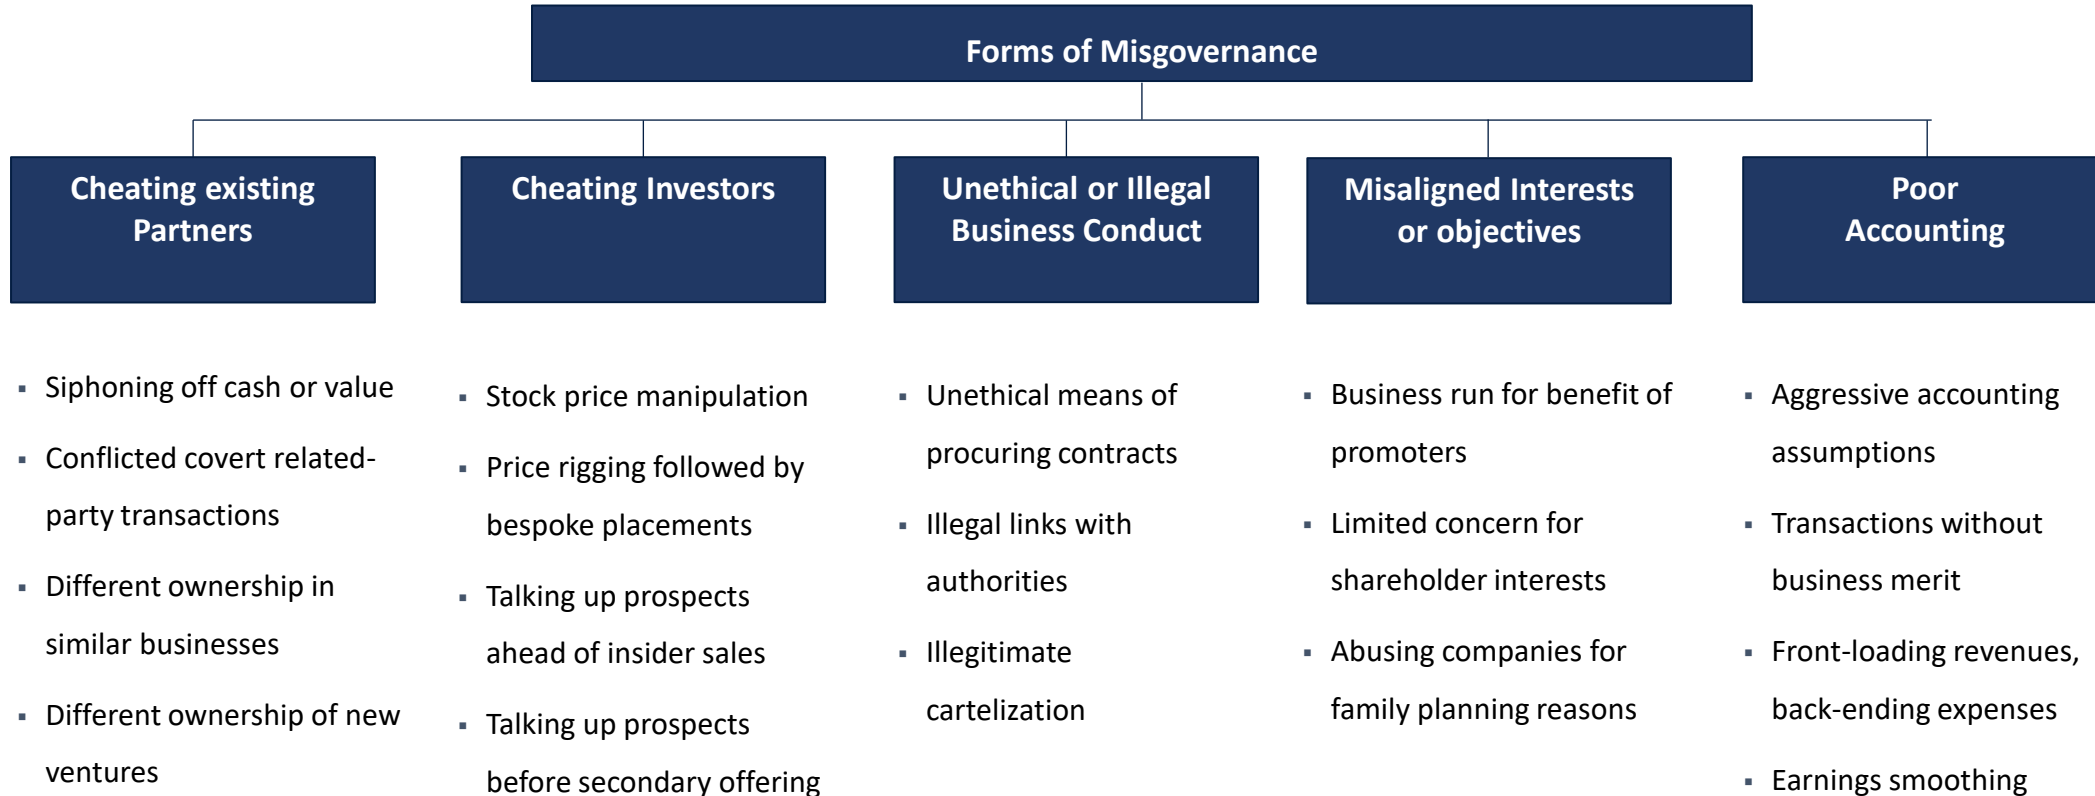 Forms of Misgovernance
Cheating existing
Partners
Cheating Investors
Unethical or Illegal
Business Conduct
Misaligned Interests
or objectives
Poor
Accounting
▪ Siphoning off cash or value
▪ Conflicted covert related-
party transactions
▪ Different ownership in
similar businesses
▪ Different ownership of new
ventures
▪ Stock price manipulation
▪ Price rigging followed by
bespoke placements
▪ Talking up prospects
ahead of insider sales
▪ Talking up prospects
before secondary offering
▪ Unethical means of
procuring contracts
▪ Illegal links with
authorities
▪ Illegitimate
cartelization
▪ Business run for benefit of
promoters
▪ Limited concern for
shareholder interests
▪ Abusing companies for
family planning reasons
▪ Aggressive accounting
assumptions
▪ Transactions without
business merit
▪ Front-loading revenues,
back-ending expenses
▪ Earnings smoothing